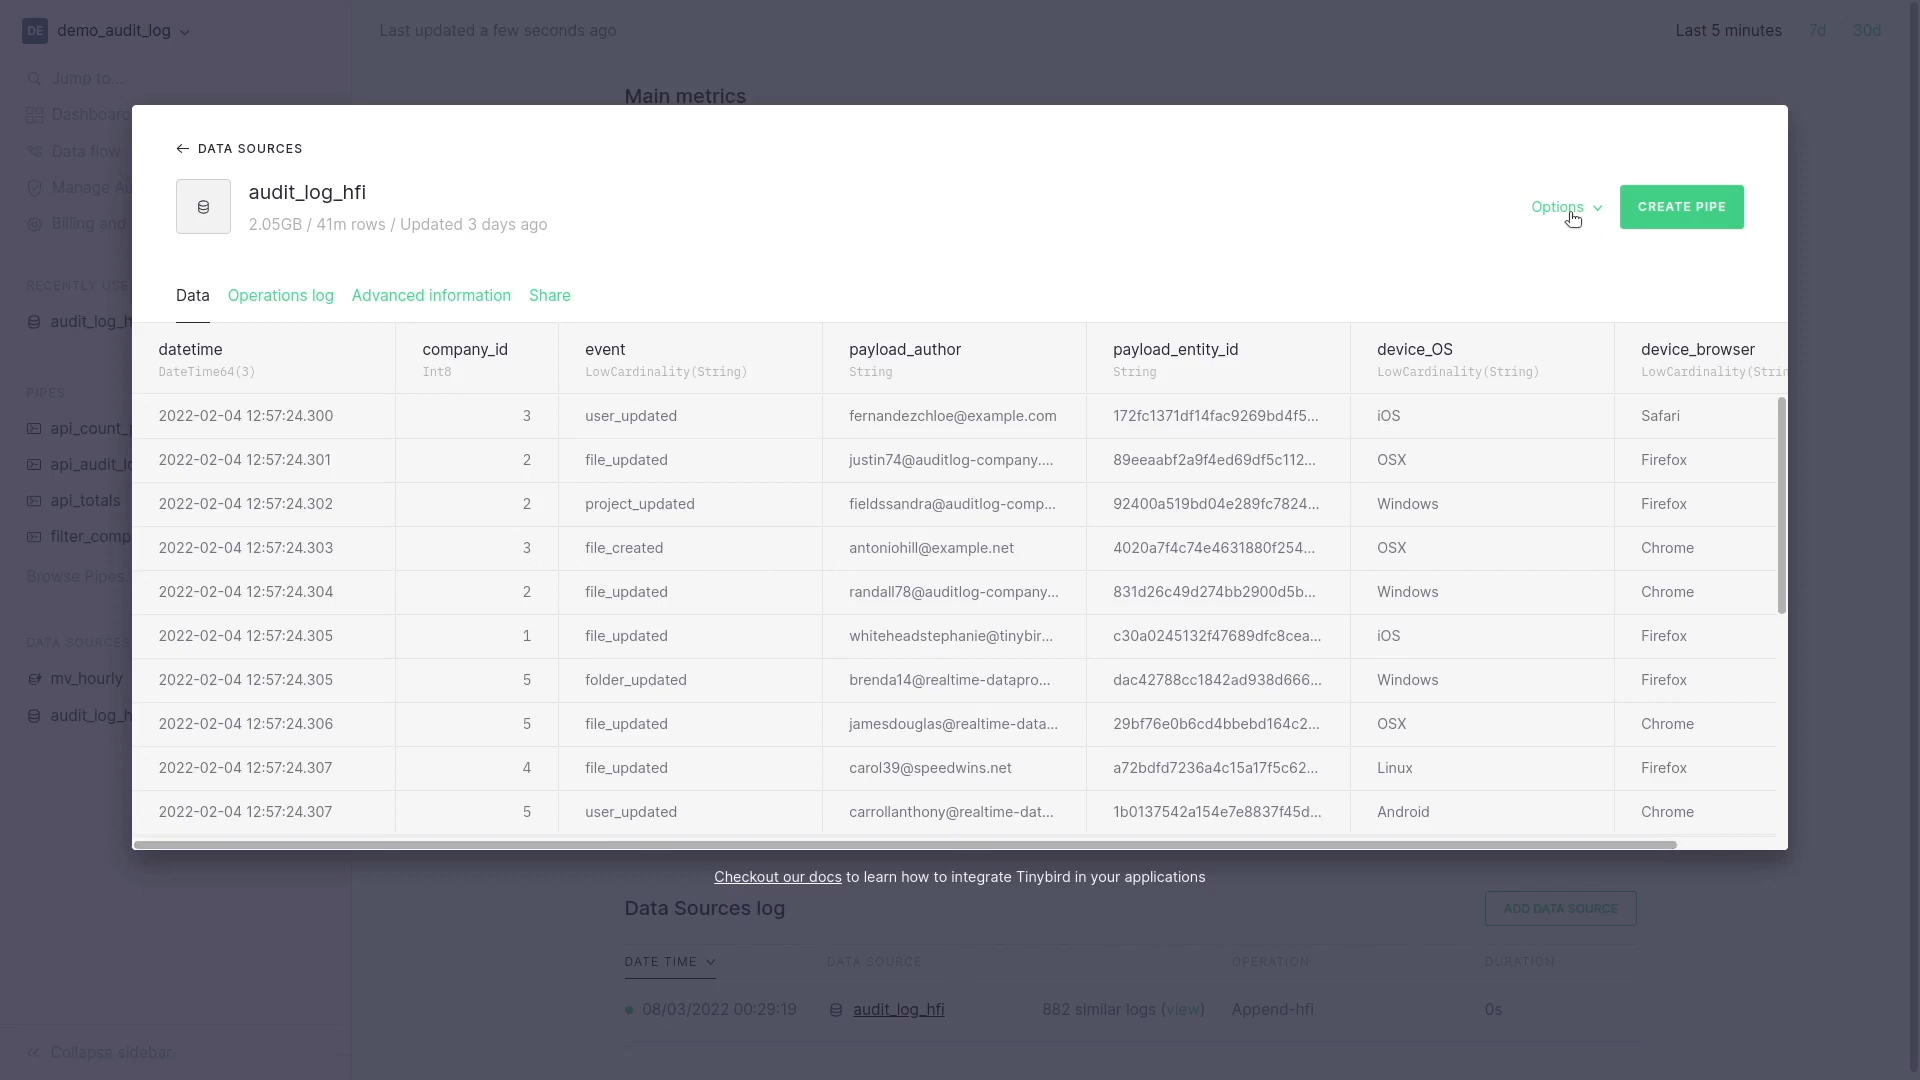 DE demo_audit_log
Last updated a few seconds ago
Last 5 minutes 7d 30d
Jump to...
Main metrics
Data flow
Manage
Billing and
RECENTLY
PIPES
api_totals
Browse Pipes
DATA SOURCES
mv_hourly
Collapse sidebar
← DATA SOURCES
audit_log_hfi
2.05GB / 41m rows / Updated 3 days ago
Options
CREATE PIPE
Data Operations log Advanced information Share
datetime company_id event payload_author payload_entity_id device_OS device_browser
DateTime64(3) Int8 LowCardinality(String) String String LowCardinality(String) LowCardinality(Strin
2022-02-04 12:57:24.300 3 user_updated fernandezchloe@example.com 172fc1371df14fac9269bd4f5... iOS Safari
2022-02-04 12:57:24.301 2 file_updated justin74@auditlog-company.... 89eeaabf2a9f4ed69df5c112... OSX Firefox
2022-02-04 12:57:24.302 2 project_updated fieldssandra@auditlog-comp... 92400a519bd04e289fc7824... Windows Firefox
2022-02-04 12:57:24.303 3 file_created antoniohill@example.net 4020a7f4c74e4631880f254... OSX Chrome
2022-02-04 12:57:24.304 2 file_updated randall78@auditlog-company... 831d26c49d274bb2900d5b... Windows Chrome
2022-02-04 12:57:24.305 1 file_updated whiteheadstephanie@tinybir... c30a0245132f47689dfc8cea... iOS Firefox
2022-02-04 12:57:24.305 5 folder_updated brenda14@realtime-datapro... dac42788cc1842ad938d666... Windows Firefox
2022-02-04 12:57:24.306 5 file_updated jamesdouglas@realtime-data... 29bf76e0b6cd4bbebd164c2... OSX Chrome
2022-02-04 12:57:24.307 4 file_updated carol39@speedwins.net a72bdfd7236a4c15a17f5c62... Linux Firefox
2022-02-04 12:57:24.307 5 user_updated carrollanthony@realtime-dat... 1b0137542a154e7e8837f45d... Android Chrome
Checkout our docs to learn how to integrate Tinybird in your applications
Data Sources log
ADD DATA SOURCE
DATE TIME DATA SOURCE OPERATION DURATION
08/03/2022 00:29:19 audit_log_hfi 882 similar logs (view) Append-hfi 0s